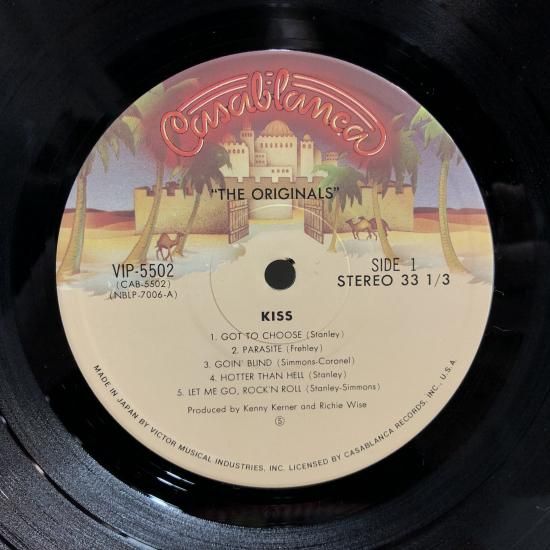 Casablanca
"THE ORIGINALS"
VIP-5502
(CAB-5502)
(NBLP-7006-A)
SIDE 1
STEREO 33 1/3
KISS
1. GOT TO CHOOSE (Stanley)
2. PARASITE (Frehley)
3. GOIN' BLIND (Simmons-Coronel)
4. HOTTER THAN HELL (Stanley)
5. LET ME GO, ROCK'N ROLL (Stanley-Simmons)
Produced by Kenny Kerner and Richie Wise
Ⓢ
MADE IN JAPAN BY VICTOR MUSICAL INDUSTRIES, INC. LICENSED BY CASABLANCA RECORDS, INC., U.S.A.